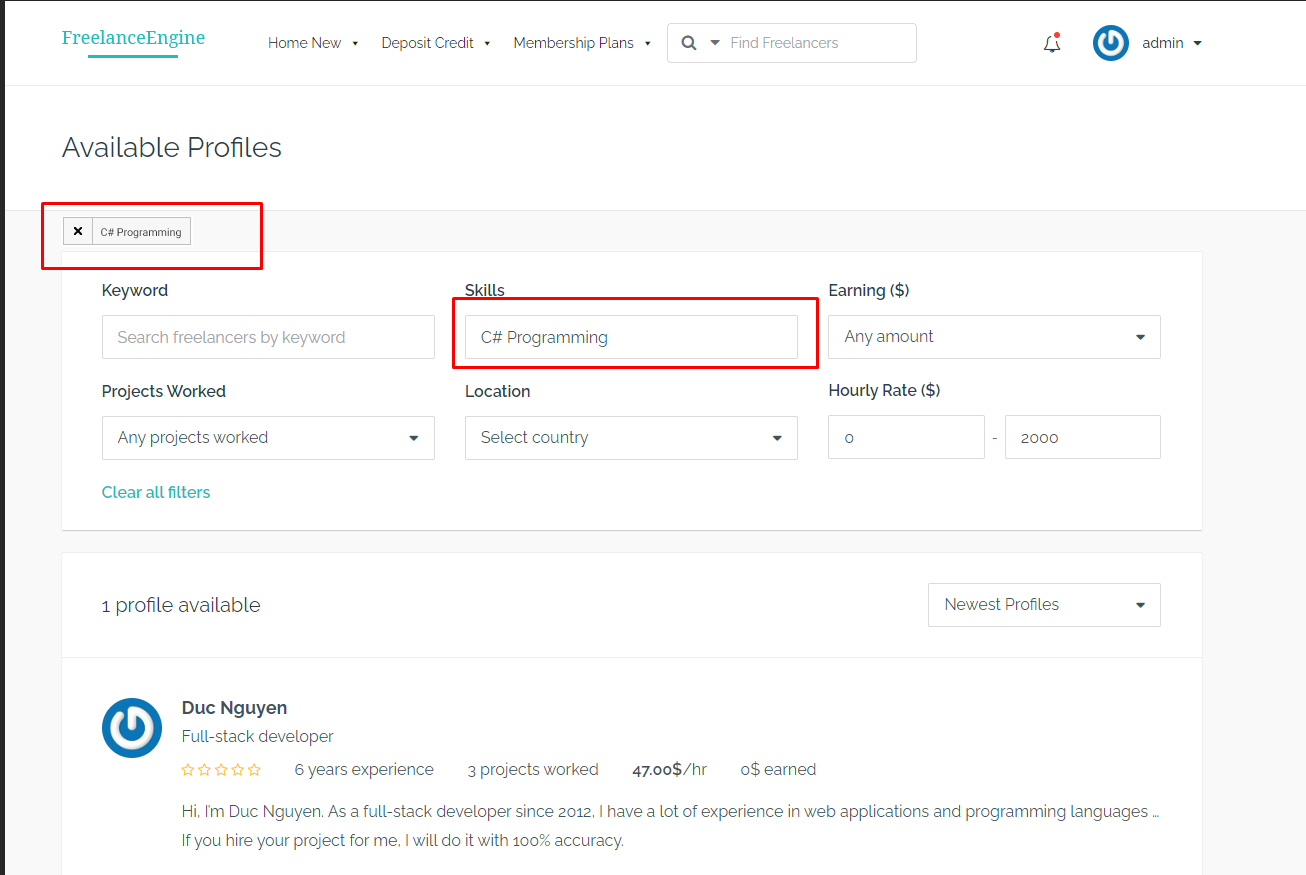 FreelanceEngine
Home New
Deposit Credit
Membership Plans
Find Freelancers
admin
Available Profiles
C# Programming
Keyword
Skills
Earning ($)
Search freelancers by keyword
C# Programming
Any amount
Projects Worked
Location
Hourly Rate ($)
Any projects worked
Select country
0 - 2000
Clear all filters
1 profile available
Newest Profiles
Duc Nguyen
Full-stack developer
6 years experience
3 projects worked
47.00$/hr
0$ earned
Hi, I'm Duc Nguyen. As a full-stack developer since 2012, I have a lot of experience in web applications and programming languages ...
If you hire your project for me, I will do it with 100% accuracy.